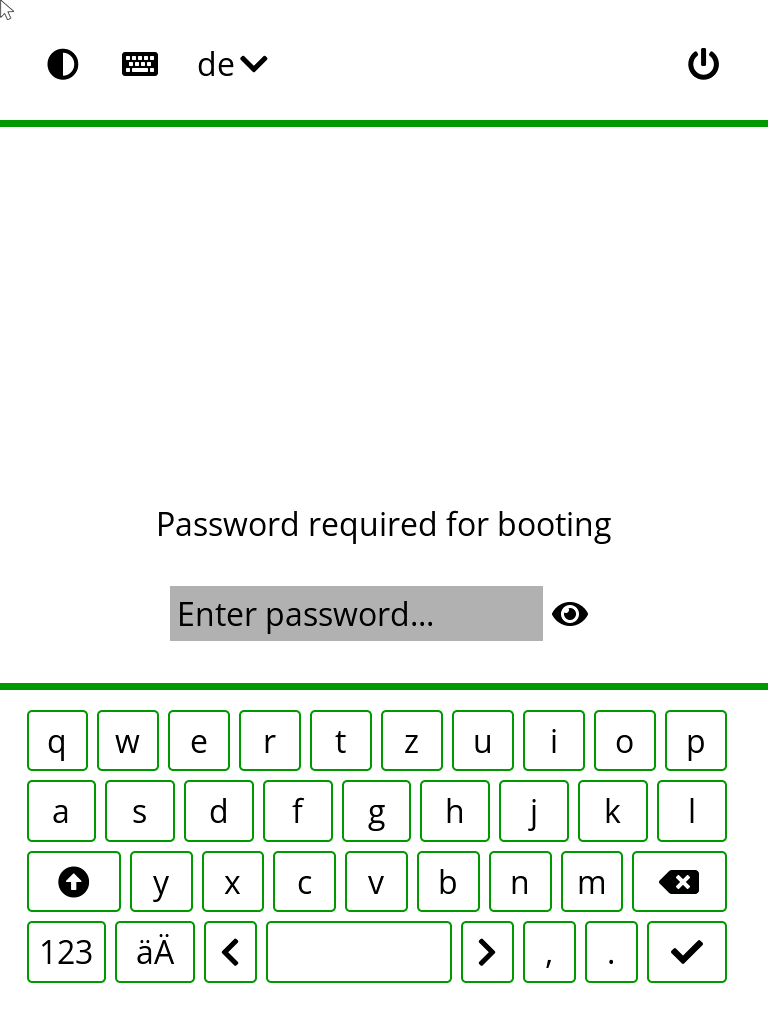 de
Password required for booting
Enter password...
q w e r t z u i o p
a s d f g h j k l
y x c v b n m
123 äÄ , .